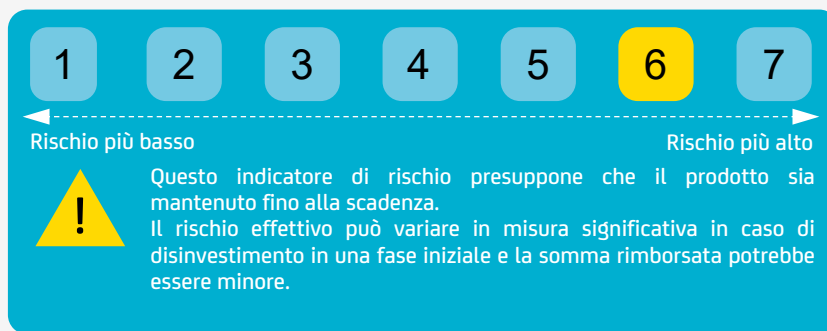 1 2 3 4 5 6 7
Rischio più basso Rischio più alto
! Questo indicatore di rischio presuppone che il prodotto sia
mantenuto fino alla scadenza.
Il rischio effettivo può variare in misura significativa in caso di
disinvestimento in una fase iniziale e la somma rimborsata potrebbe
essere minore.